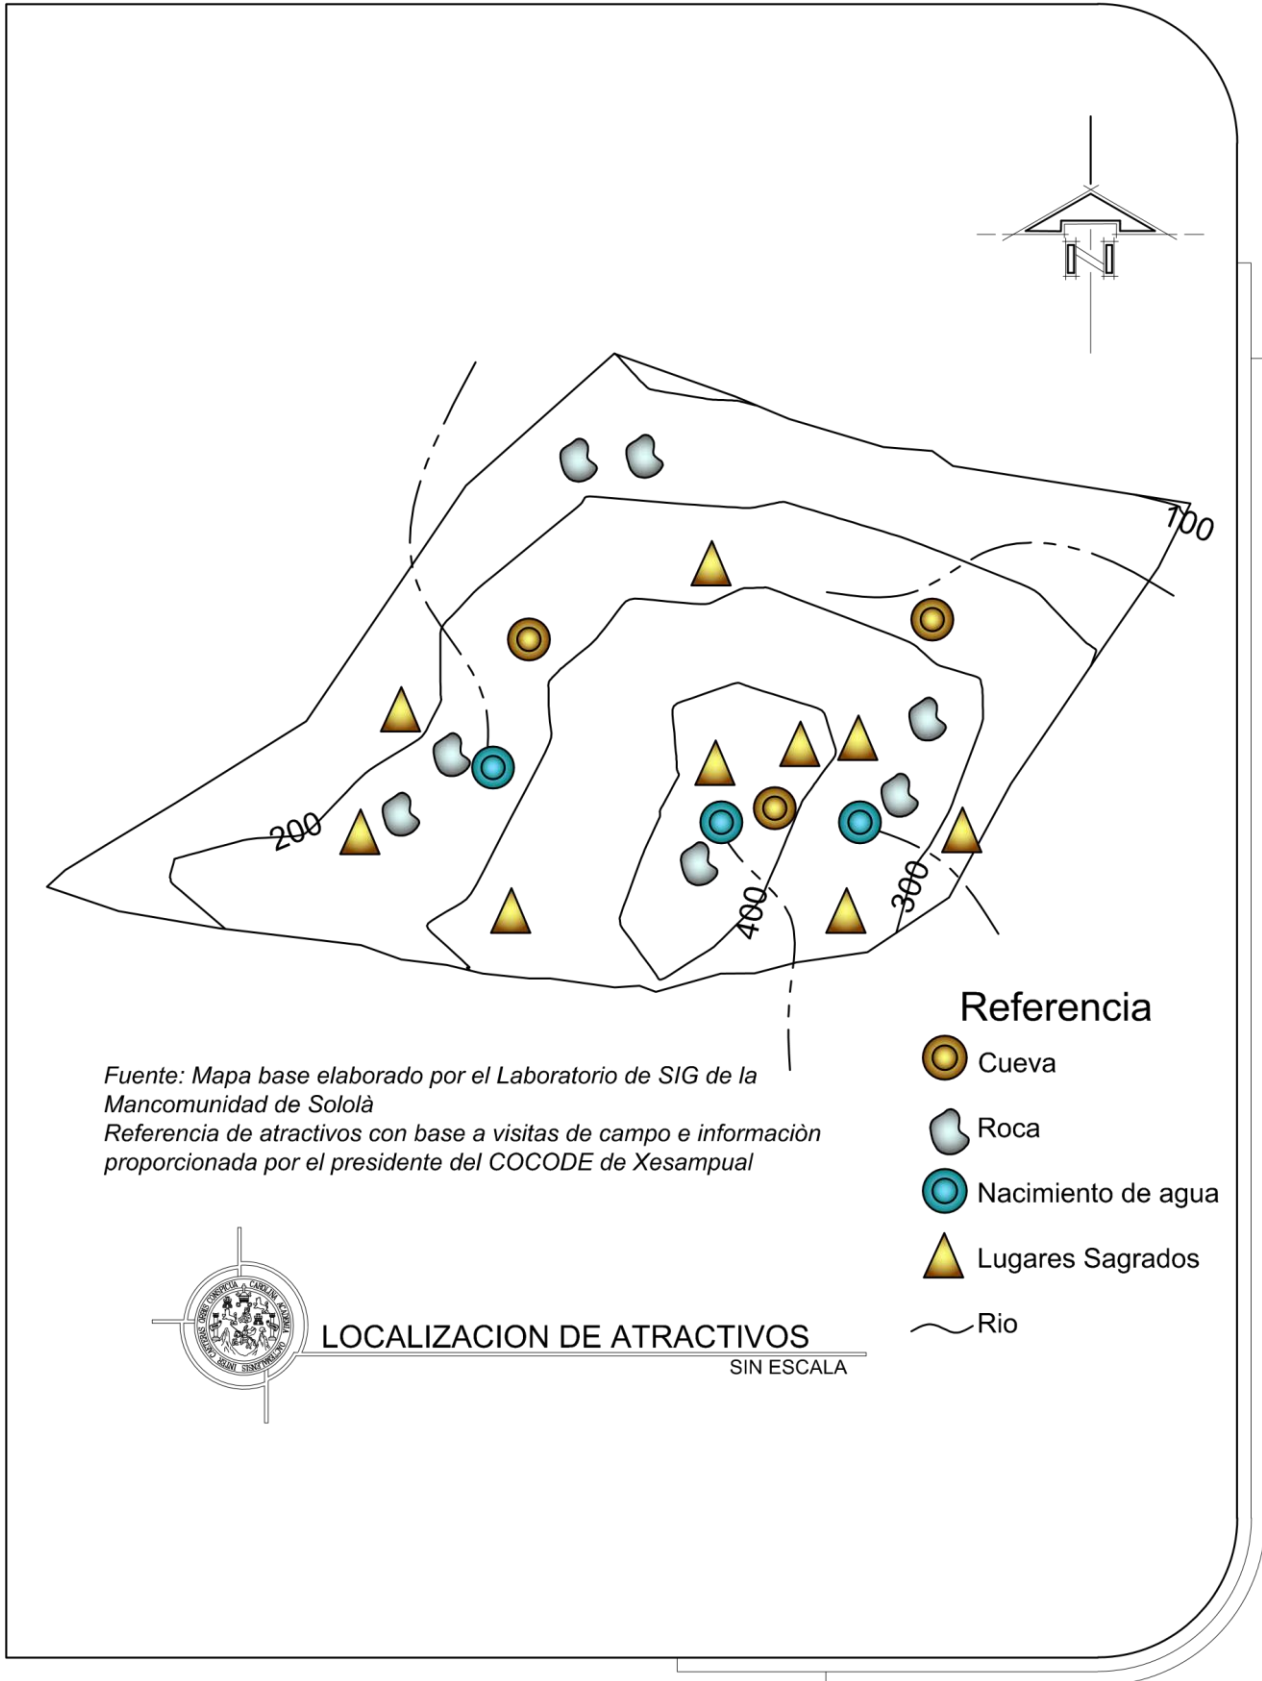 N
100
200
300
400
Referencia
Cueva
Roca
Nacimiento de agua
Lugares Sagrados
Rio
Fuente: Mapa base elaborado por el Laboratorio de SIG de la
Mancomunidad de Sololà
Referencia de atractivos con base a visitas de campo e informaciòn
proporcionada por el presidente del COCODE de Xesampual
LOCALIZACION DE ATRACTIVOS
SIN ESCALA